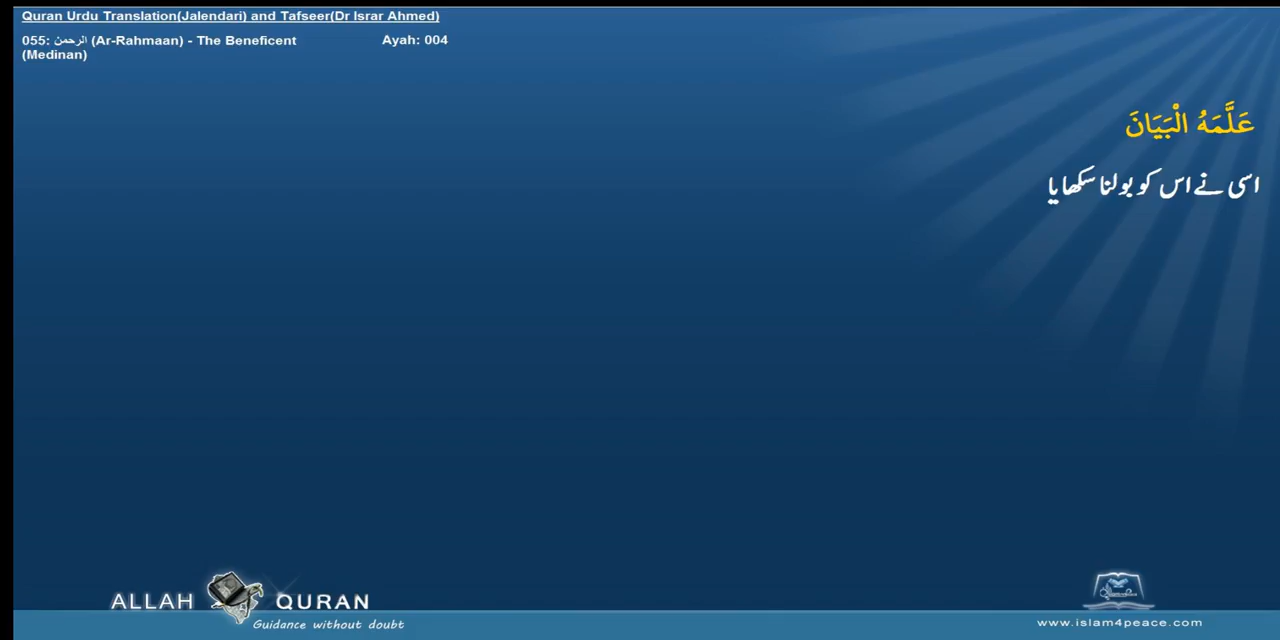 Quran Urdu Translation(Jalendari) and Tafseer(Dr Israr Ahmed)
055: الرحمن (Ar-Rahmaan) - The Beneficent Ayah: 004
(Medinan)
عَلَّمَهُ الْبَيَانَ
اسی نے اس کو بولنا سکھایا
ALLAH QURAN
Guidance without doubt
www.islam4peace.com